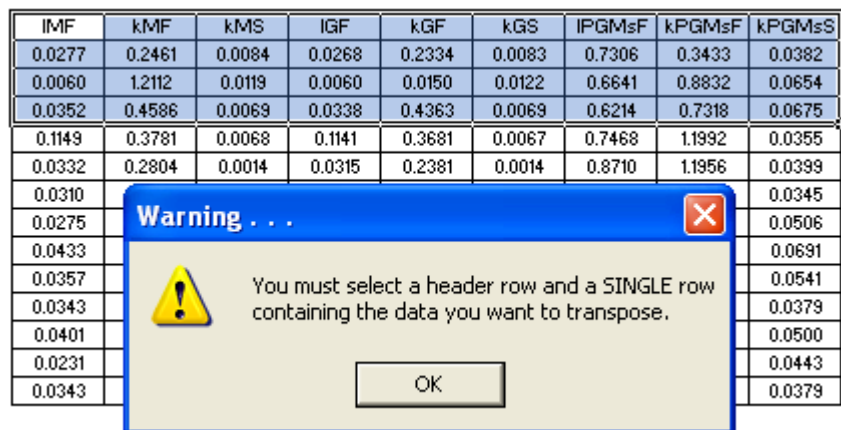 IMF kMF kMS IGF kGF kGS IPGMsF kPGMsF kPGMsS
0.0277 0.2461 0.0084 0.0268 0.2334 0.0083 0.7306 0.3433 0.0382
0.0060 1.2112 0.0119 0.0060 0.0150 0.0122 0.6641 0.8832 0.0654
0.0352 0.4586 0.0069 0.0338 0.4363 0.0069 0.6214 0.7318 0.0675
0.1149 0.3781 0.0068 0.1141 0.3681 0.0067 0.7468 1.1992 0.0355
0.0332 0.2804 0.0014 0.0315 0.2381 0.0014 0.8710 1.1956 0.0399
0.0310 0.0345
0.0275 0.0506
0.0433 0.0691
0.0357 0.0541
0.0343 0.0379
0.0401 0.0500
0.0231 0.0443
0.0343 0.0379
Warning . . .
You must select a header row and a SINGLE row
containing the data you want to transpose.
OK